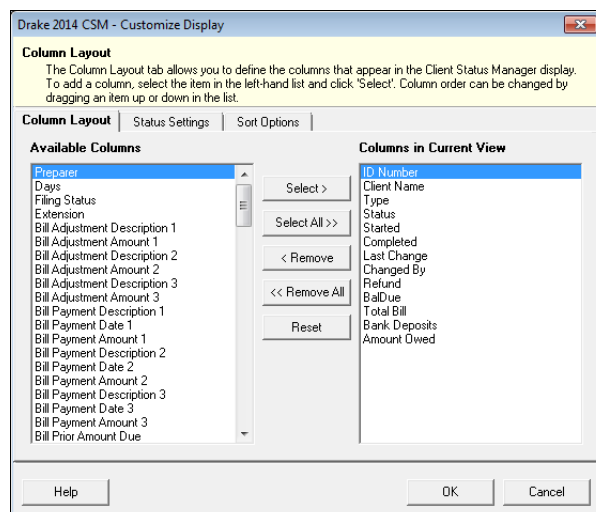 Drake 2014 CSM - Customize Display
Column Layout
The Column Layout tab allows you to define the columns that appear in the Client Status Manager display.
To add a column, select the item in the left-hand list and click 'Select'. Column order can be changed by
dragging an item up or down in the list.
Column Layout
Status Settings
Sort Options
Available Columns
Preparer
Days
Filing Status
Extension
Bill Adjustment Description 1
Bill Adjustment Amount 1
Bill Adjustment Description 2
Bill Adjustment Amount 2
Bill Adjustment Description 3
Bill Adjustment Amount 3
Bill Payment Description 1
Bill Payment Date 1
Bill Payment Amount 1
Bill Payment Description 2
Bill Payment Date 2
Bill Payment Amount 2
Bill Payment Description 3
Bill Payment Date 3
Bill Payment Amount 3
Bill Prior Amount Due
Select >
Select All >>
< Remove
<< Remove All
Reset
Columns in Current View
ID Number
Client Name
Type
Status
Started
Completed
Last Change
Changed By
Refund
BalDue
Total Bill
Bank Deposits
Amount Owed
Help
OK
Cancel